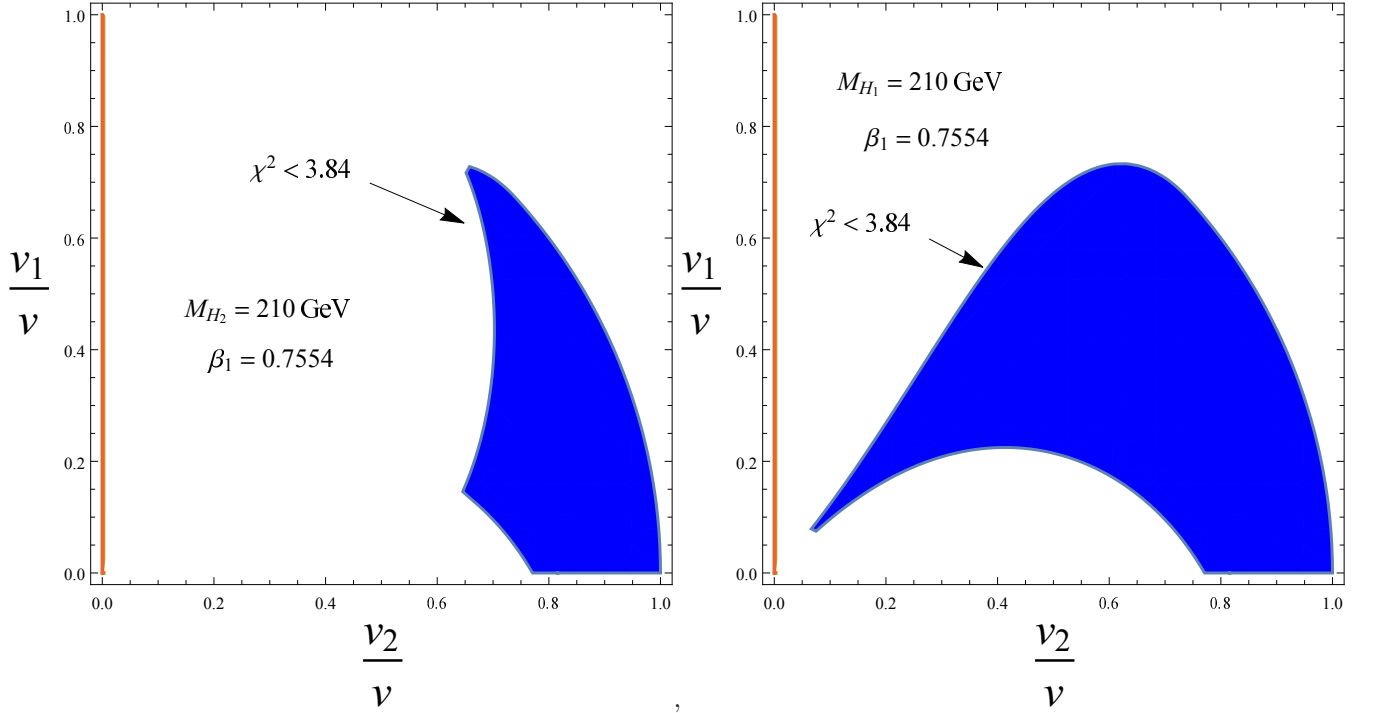 1.0
0.8
0.6
0.4
0.2
0.0
χ² < 3.84
M_{H₂} = 210 GeV
β₁ = 0.7554
v₁
v
0.0 0.2 0.4 0.6 0.8 1.0
v₂
v
,
1.0
0.8
0.6
0.4
0.2
0.0
M_{H₁} = 210 GeV
β₁ = 0.7554
χ² < 3.84
v₁
v
0.0 0.2 0.4 0.6 0.8 1.0
v₂
v